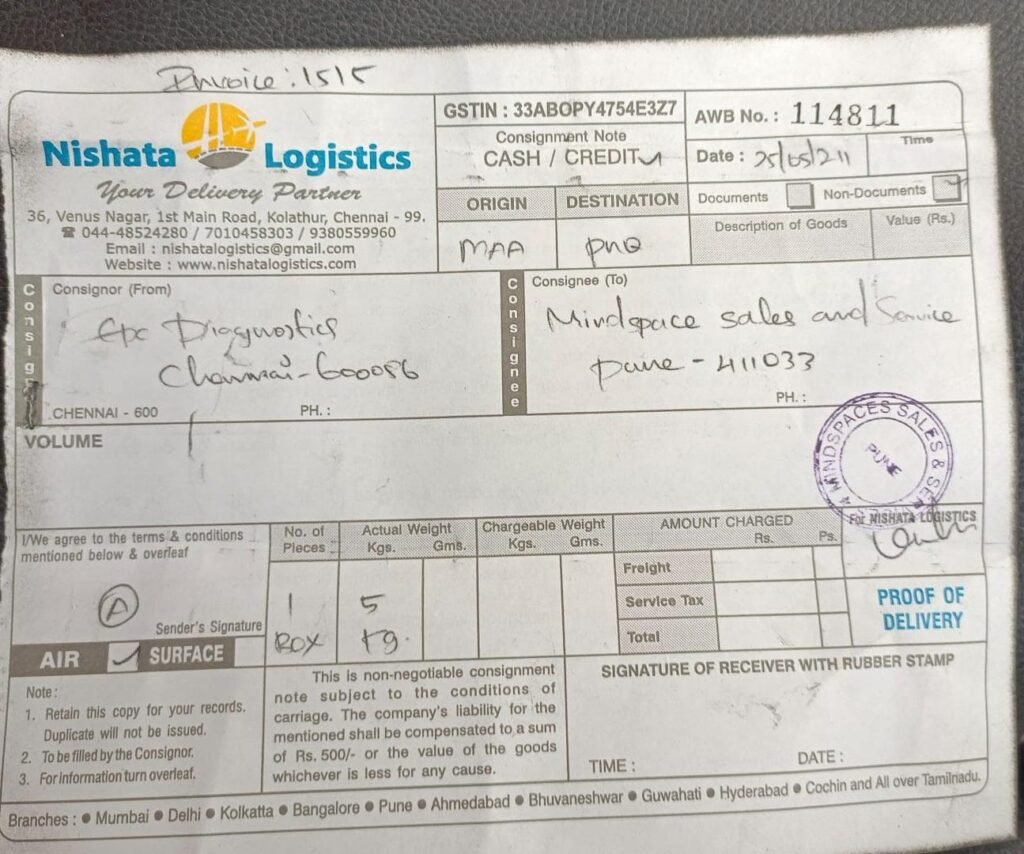 Invoice : 1515
Nishata Logistics
Your Delivery Partner
36, Venus Nagar, 1st Main Road, Kolathur, Chennai - 99.
☎ 044-48524280 / 7010458303 / 9380559960
Email : nishatalogistics@gmail.com
Website : www.nishatalogistics.com
GSTIN : 33ABOPY4754E3Z7
Consignment Note
CASH / CREDIT ✓
ORIGIN DESTINATION
MAA PNQ
AWB No. : 114811
Date : 25/05/211 Time
Documents Non-Documents
Description of Goods Value (Rs.)
Consign
Consignor (From)
Epc Diagnostics
Chennai - 600086
CHENNAI - 600 PH. :
Consignee
Consignee (To)
Mindspace sales and Service
pune - 411033
PH. :
VOLUME
MINDSPACES SALES &
PUNE
I/We agree to the terms & conditions
mentioned below & overleaf
A
Sender's Signature
AIR ✓ SURFACE
No. of Pieces
Actual Weight
Kgs. Gms.
Chargeable Weight
Kgs. Gms.
1 5
BOX kg.
AMOUNT CHARGED
Rs. Ps.
Freight
Service Tax
Total
For NISHATA LOGISTICS
PROOF OF
DELIVERY
Note :
1. Retain this copy for your records.
Duplicate will not be issued.
2. To be filled by the Consignor.
3. For information turn overleaf.
This is non-negotiable consignment
note subject to the conditions of
carriage. The company's liability for the
mentioned shall be compensated to a sum
of Rs. 500/- or the value of the goods
whichever is less for any cause.
SIGNATURE OF RECEIVER WITH RUBBER STAMP
TIME : DATE :
Branches : ● Mumbai ● Delhi ● Kolkatta ● Bangalore ● Pune ● Ahmedabad ● Bhuvaneshwar ● Guwahati ● Hyderabad ● Cochin and All over Tamilnadu.